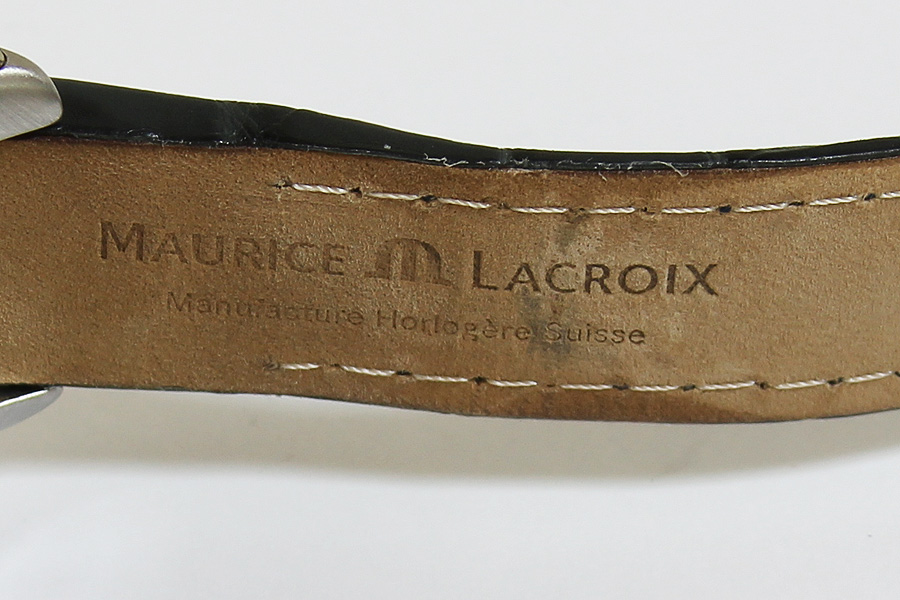 MAURICE LACROIX
Manufacture Horlogère Suisse